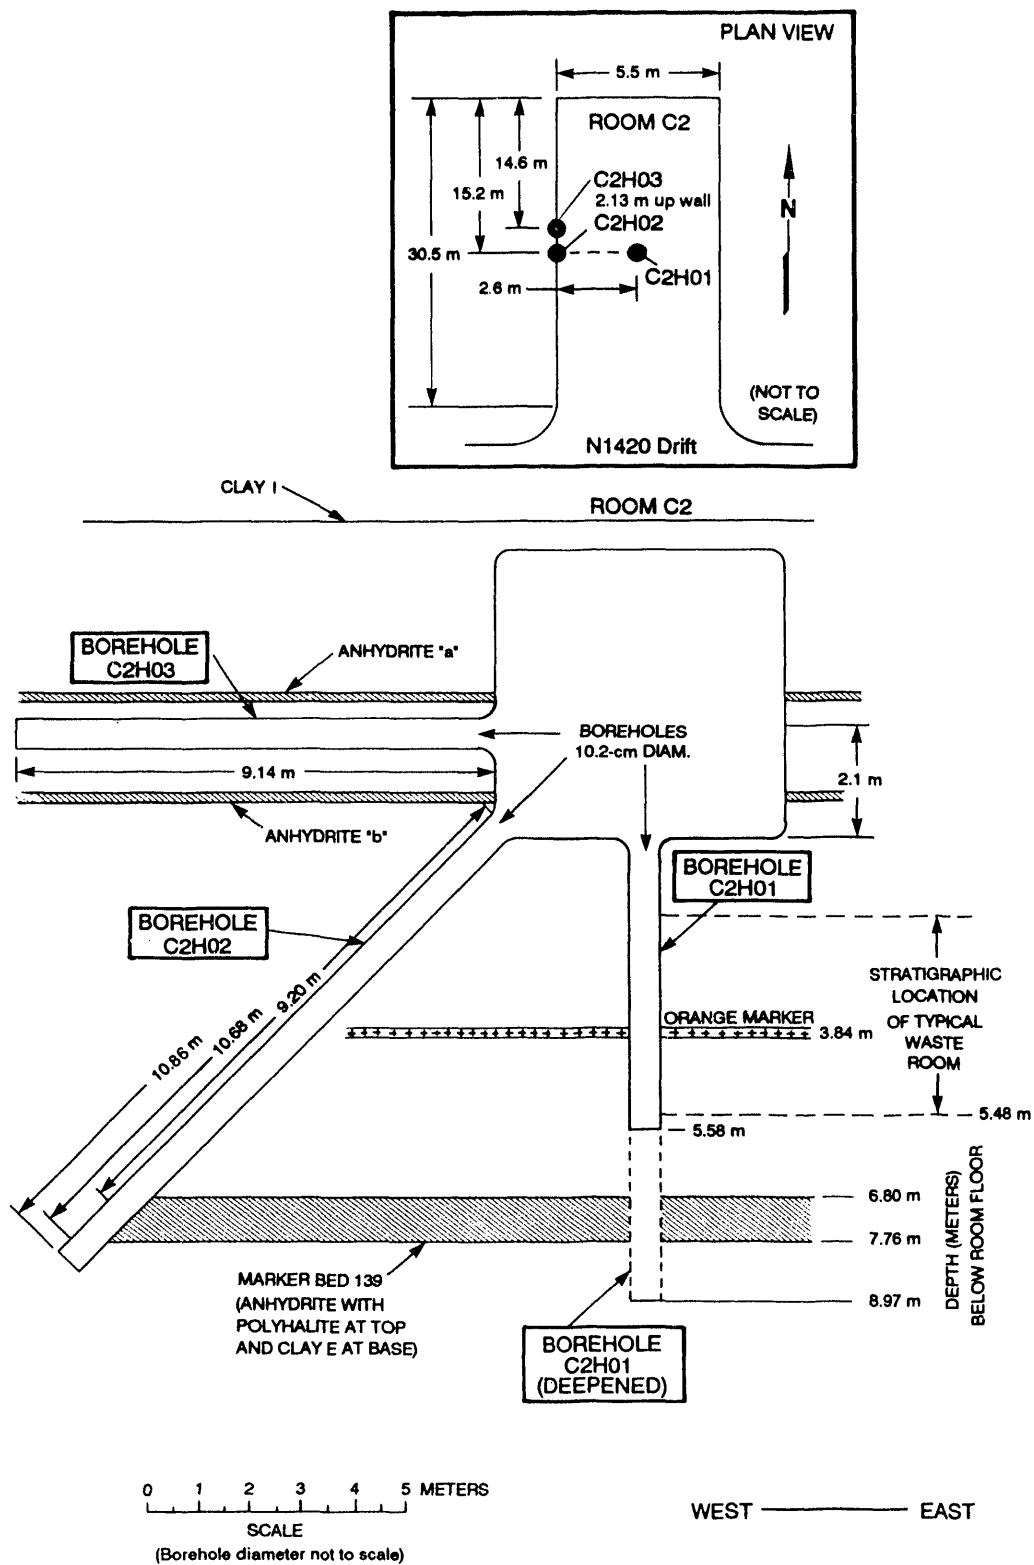 PLAN VIEW
5.5 m
ROOM C2
14.6 m
C2H03
15.2 m
2.13 m up wall
C2H02
N
30.5 m
C2H01
2.6 m
(NOT TO
SCALE)
N1420 Drift
CLAY I
ROOM C2
BOREHOLE
C2H03
ANHYDRITE "a"
BOREHOLES
10.2-cm DIAM.
9.14 m
2.1 m
ANHYDRITE "b"
BOREHOLE
C2H01
BOREHOLE
C2H02
STRATIGRAPHIC
LOCATION
OF TYPICAL
WASTE
ROOM
9.20 m
10.68 m
10.86 m
ORANGE MARKER
3.84 m
5.48 m
5.58 m
6.80 m
7.76 m
8.97 m
DEPTH (METERS)
BELOW ROOM FLOOR
MARKER BED 139
(ANHYDRITE WITH
POLYHALITE AT TOP
AND CLAY E AT BASE)
BOREHOLE
C2H01
(DEEPENED)
0 1 2 3 4 5 METERS
SCALE
(Borehole diameter not to scale)
WEST EAST